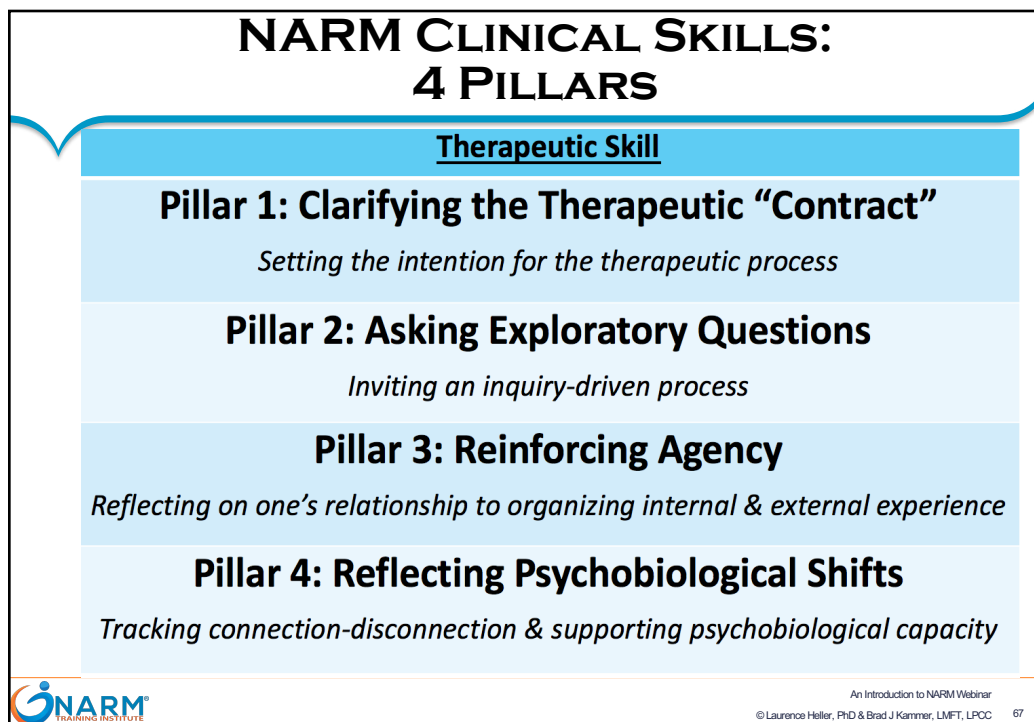 NARM CLINICAL SKILLS:
4 PILLARS
Therapeutic Skill
Pillar 1: Clarifying the Therapeutic “Contract”
Setting the intention for the therapeutic process
Pillar 2: Asking Exploratory Questions
Inviting an inquiry-driven process
Pillar 3: Reinforcing Agency
Reflecting on one’s relationship to organizing internal & external experience
Pillar 4: Reflecting Psychobiological Shifts
Tracking connection-disconnection & supporting psychobiological capacity
NARM®
TRAINING INSTITUTE
An Introduction to NARM Webinar
© Laurence Heller, PhD & Brad J Kammer, LMFT, LPCC 67